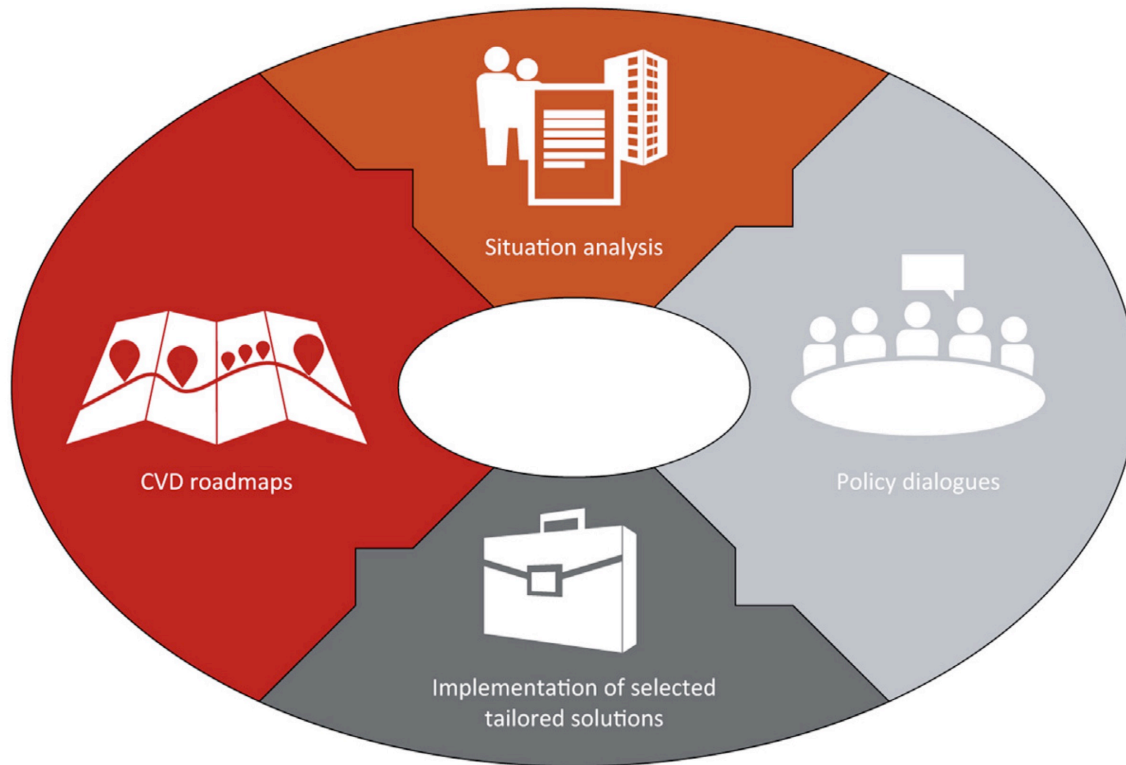 Situation analysis
CVD roadmaps
Policy dialogues
Implementation of selected
tailored solutions